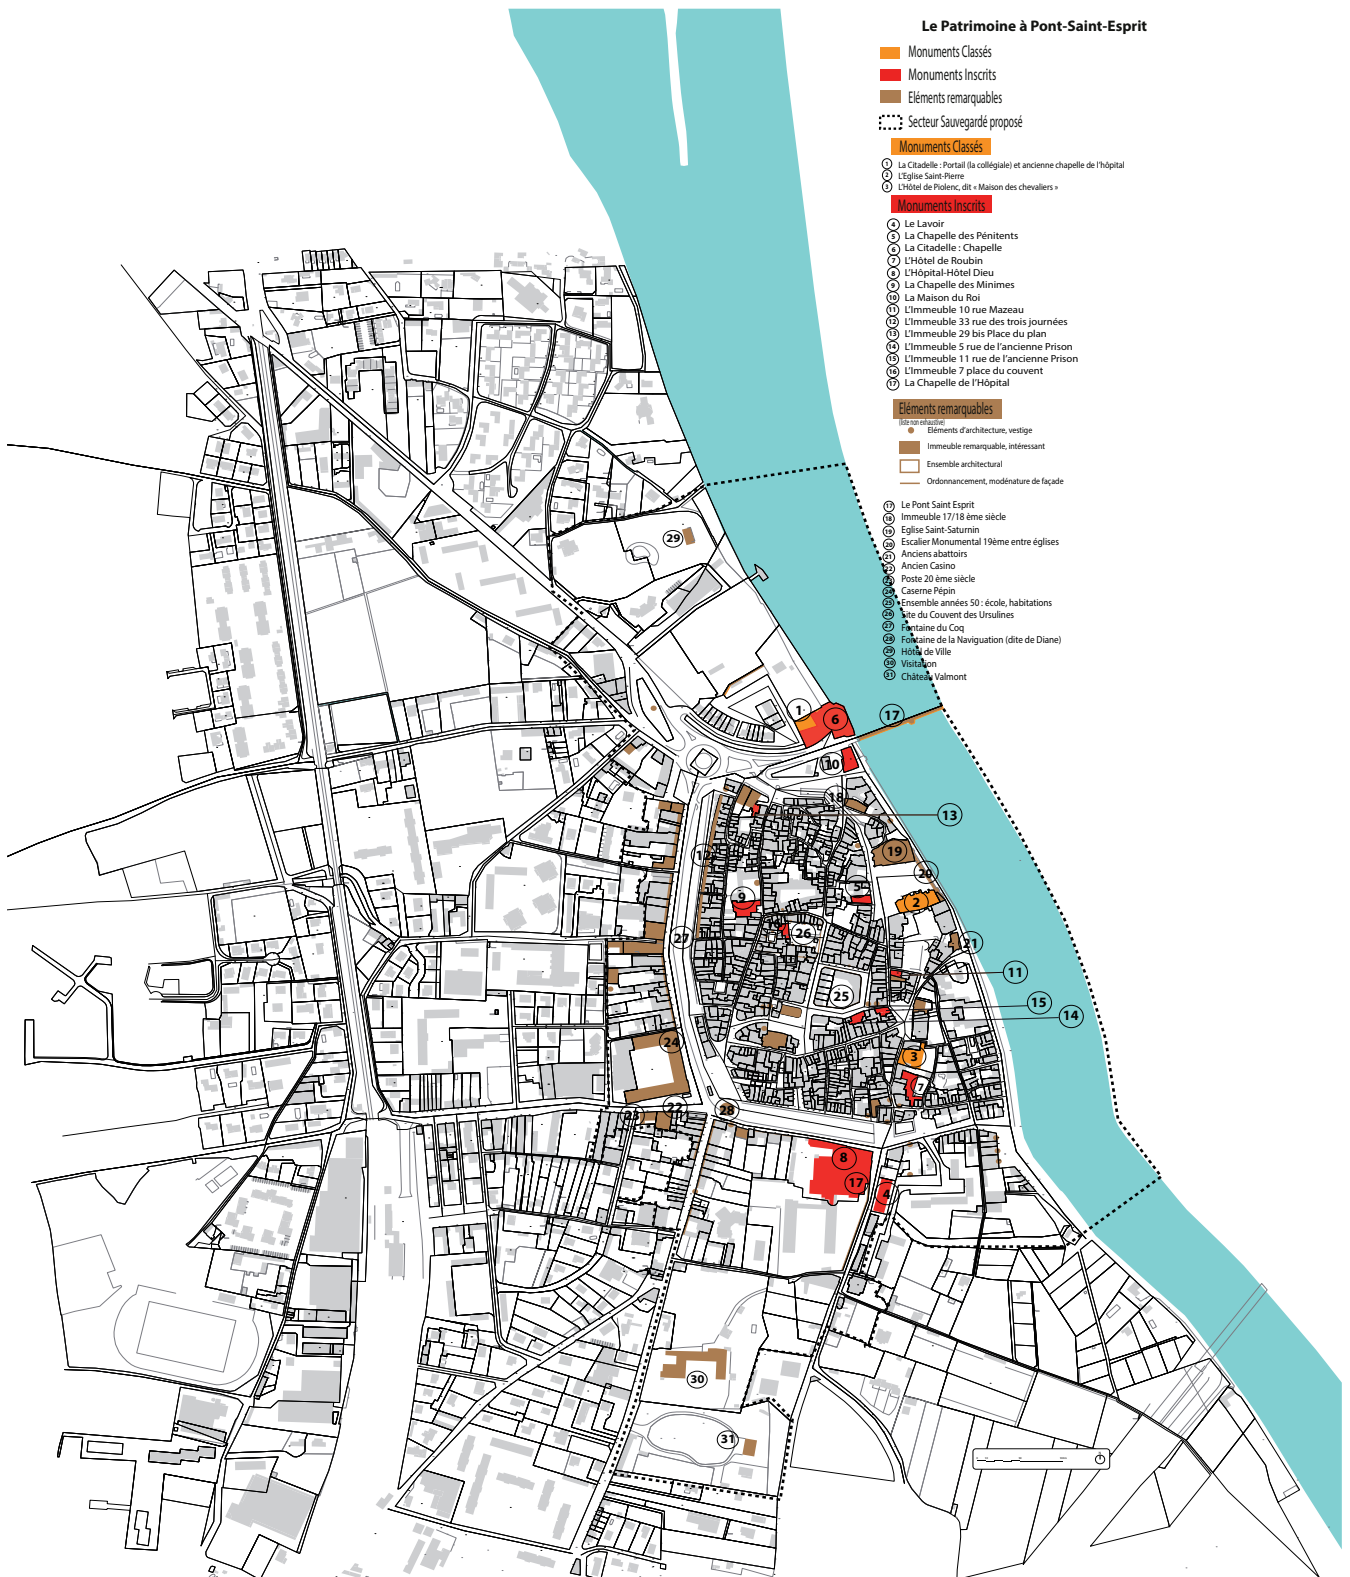 Le Patrimoine à Pont-Saint-Esprit
Monuments Classés
Monuments Inscrits
Eléments remarquables
Secteur Sauvegardé proposé
Monuments Classés
1 La Citadelle : Portail (la collégiale) et ancienne chapelle de l'hôpital
2 L'Eglise Saint-Pierre
3 L'Hôtel de Piolenc, dit « Maison des chevaliers »
Monuments Inscrits
4 Le Lavoir
5 La Chapelle des Pénitents
6 La Citadelle : Chapelle
7 L'Hôtel de Roubin
8 L'Hôpital-Hôtel Dieu
9 La Chapelle des Minimes
10 La Maison du Roi
11 L'Immeuble 10 rue Mazeau
12 L'Immeuble 33 rue des trois journées
13 L'Immeuble 29 bis Place du plan
14 L'Immeuble 5 rue de l'ancienne Prison
15 L'Immeuble 11 rue de l'ancienne Prison
16 L'Immeuble 7 place du couvent
17 La Chapelle de l'Hôpital
Eléments remarquables
(liste non exhaustive)
Eléments d'architecture, vestige
Immeuble remarquable, intéressant
Ensemble architectural
Ordonnancement, modénature de façade
17 Le Pont Saint Esprit
18 Immeuble 17/18 ème siècle
19 Eglise Saint-Saturnin
20 Escalier Monumental 19ème entre églises
21 Anciens abattoirs
22 Ancien Casino
23 Poste 20 ème siècle
24 Caserne Pépin
25 Ensemble années 50 : école, habitations
26 Site du Couvent des Ursulines
27 Fontaine du Coq
28 Fontaine de la Naviguation (dite de Diane)
29 Hôtel de Ville
30 Visitation
31 Château Valmont
29
1
6
17
10
18
13
19
12
20
9
5
2
26
27
21
11
25
15
14
24
3
7
22
28
23
8
17
4
30
31